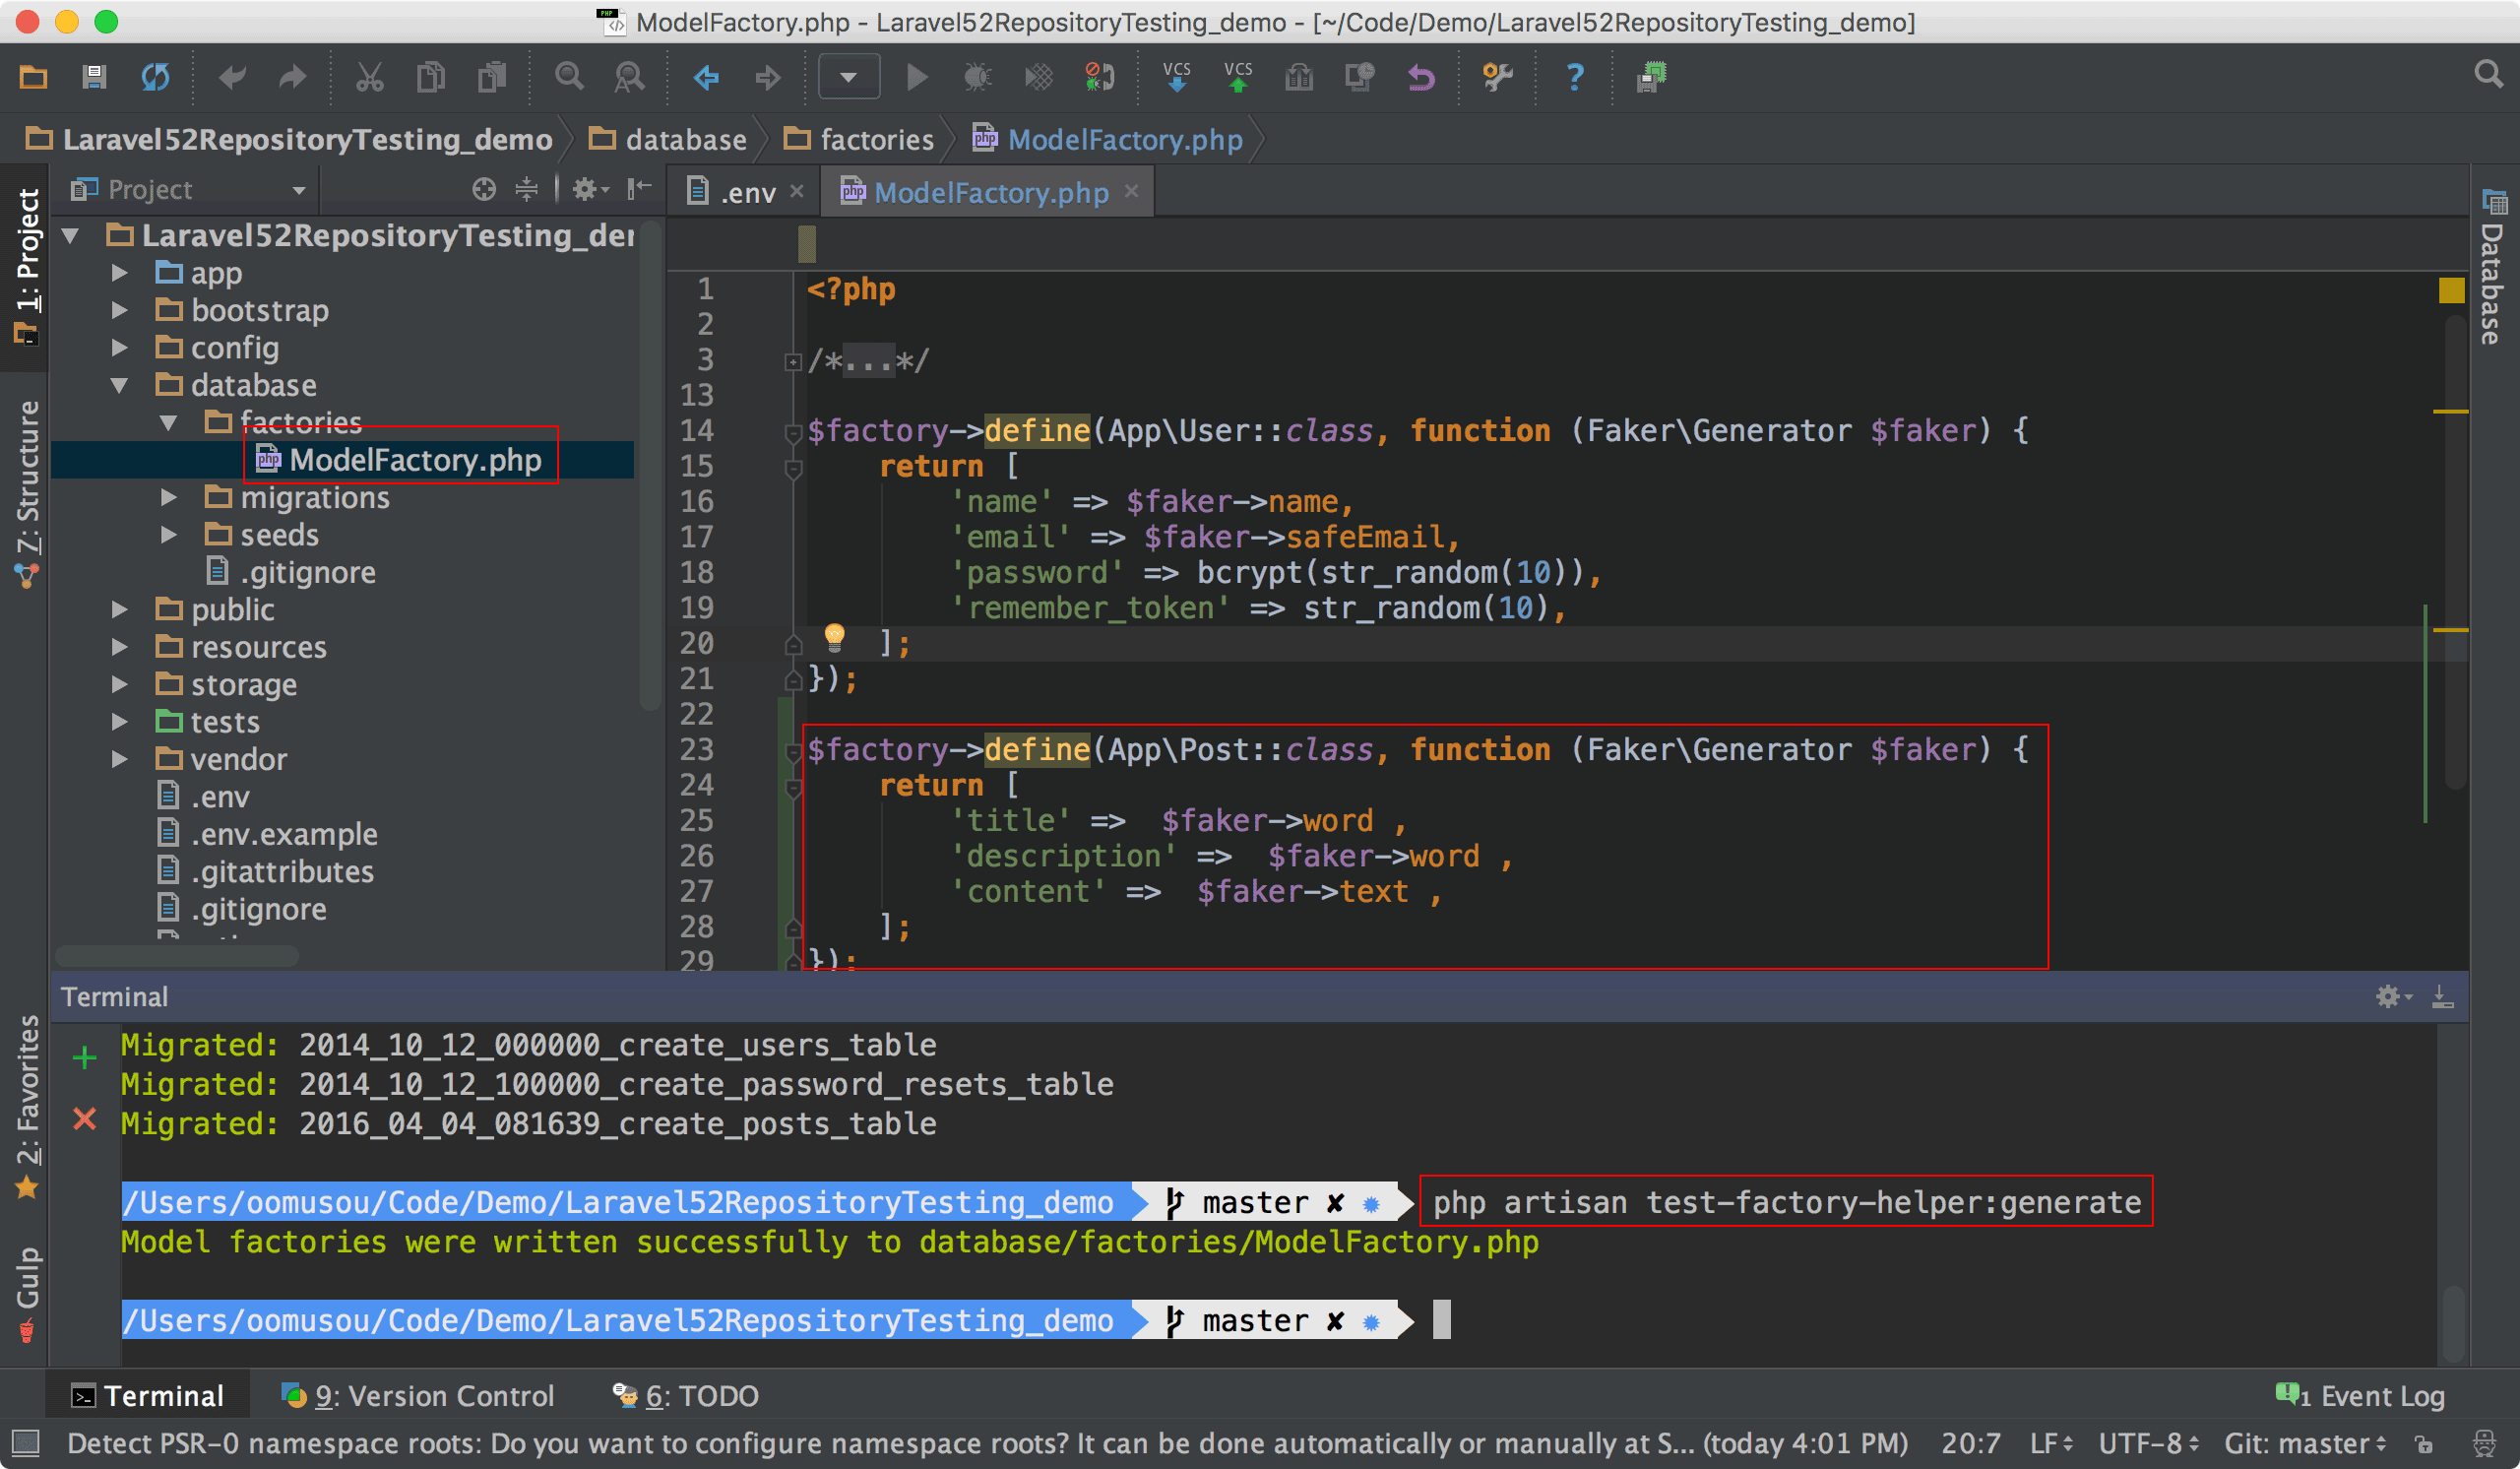 ModelFactory.php - Laravel52RepositoryTesting_demo - [~/Code/Demo/Laravel52RepositoryTesting_demo]
VCS VCS ?
Laravel52RepositoryTesting_demo database factories ModelFactory.php
Project
.env ModelFactory.php
1: Project
Z: Structure
2: Favorites
Gulp
Database
Laravel52RepositoryTesting_der
app
bootstrap
config
database
factories
ModelFactory.php
migrations
seeds
.gitignore
public
resources
storage
tests
vendor
.env
.env.example
.gitattributes
.gitignore
1 <?php
2
3 /*...*/
13
14 $factory->define(App\User::class, function (Faker\Generator $faker) {
15 return [
16 'name' => $faker->name,
17 'email' => $faker->safeEmail,
18 'password' => bcrypt(str_random(10)),
19 'remember_token' => str_random(10),
20 ];
21 });
22
23 $factory->define(App\Post::class, function (Faker\Generator $faker) {
24 return [
25 'title' =>  $faker->word ,
26 'description' =>  $faker->word ,
27 'content' =>  $faker->text ,
28 ];
29 });
Terminal
Migrated: 2014_10_12_000000_create_users_table
Migrated: 2014_10_12_100000_create_password_resets_table
Migrated: 2016_04_04_081639_create_posts_table
/Users/oomusou/Code/Demo/Laravel52RepositoryTesting_demo master ✘ php artisan test-factory-helper:generate
Model factories were written successfully to database/factories/ModelFactory.php
/Users/oomusou/Code/Demo/Laravel52RepositoryTesting_demo master ✘
Terminal 9: Version Control 6: TODO 1 Event Log
Detect PSR-0 namespace roots: Do you want to configure namespace roots? It can be done automatically or manually at S... (today 4:01 PM) 20:7 LF UTF-8 Git: master